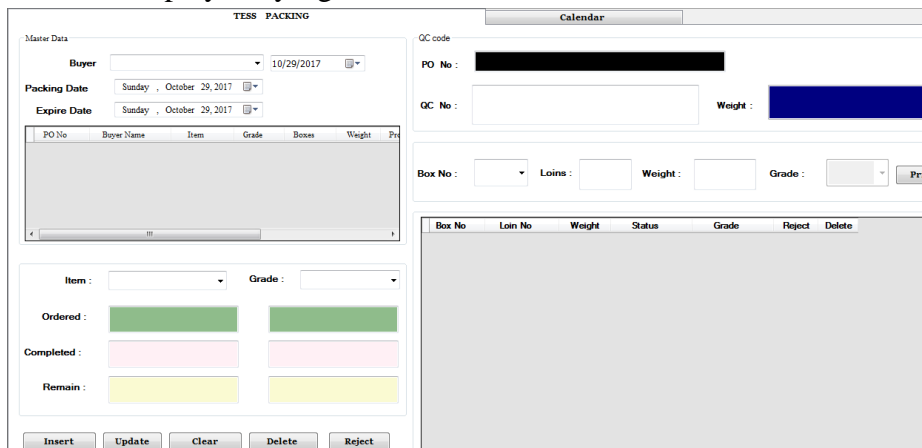 TESS PACKING
Calendar
Master Data
Buyer
10/29/2017
Packing Date
Sunday , October 29, 2017
Expire Date
Sunday , October 29, 2017
PO No Buyer Name Item Grade Boxes Weight
Item :
Grade :
Ordered :
Completed :
Remain :
Insert Update Clear Delete Reject
QC code
PO No :
QC No :
Weight :
Box No :
Loins :
Weight :
Grade :
Box No Loin No Weight Status Grade Reject Delete